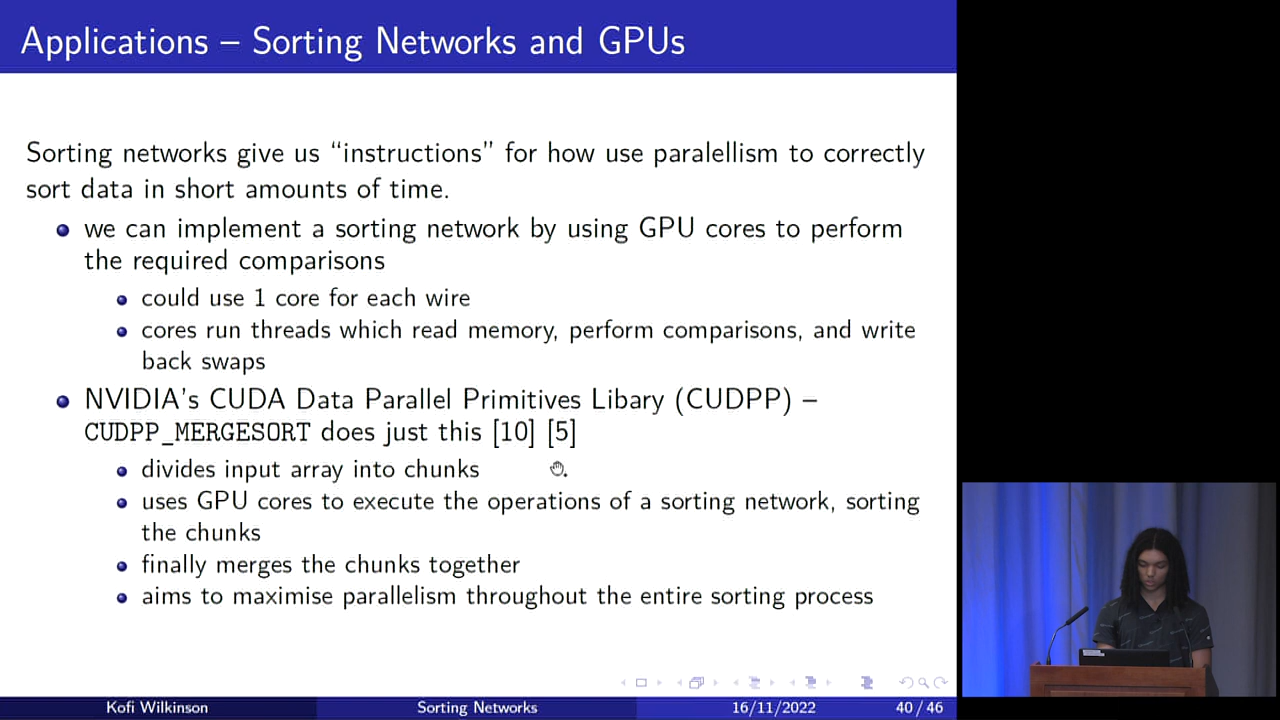 Applications – Sorting Networks and GPUs
Sorting networks give us “instructions” for how use paralellism to correctly
sort data in short amounts of time.
we can implement a sorting network by using GPU cores to perform
the required comparisons
could use 1 core for each wire
cores run threads which read memory, perform comparisons, and write
back swaps
NVIDIA's CUDA Data Parallel Primitives Libary (CUDPP) –
CUDPP_MERGESORT does just this [10] [5]
divides input array into chunks
uses GPU cores to execute the operations of a sorting network, sorting
the chunks
finally merges the chunks together
aims to maximise parallelism throughout the entire sorting process
Kofi Wilkinson
Sorting Networks
16/11/2022
40 / 46